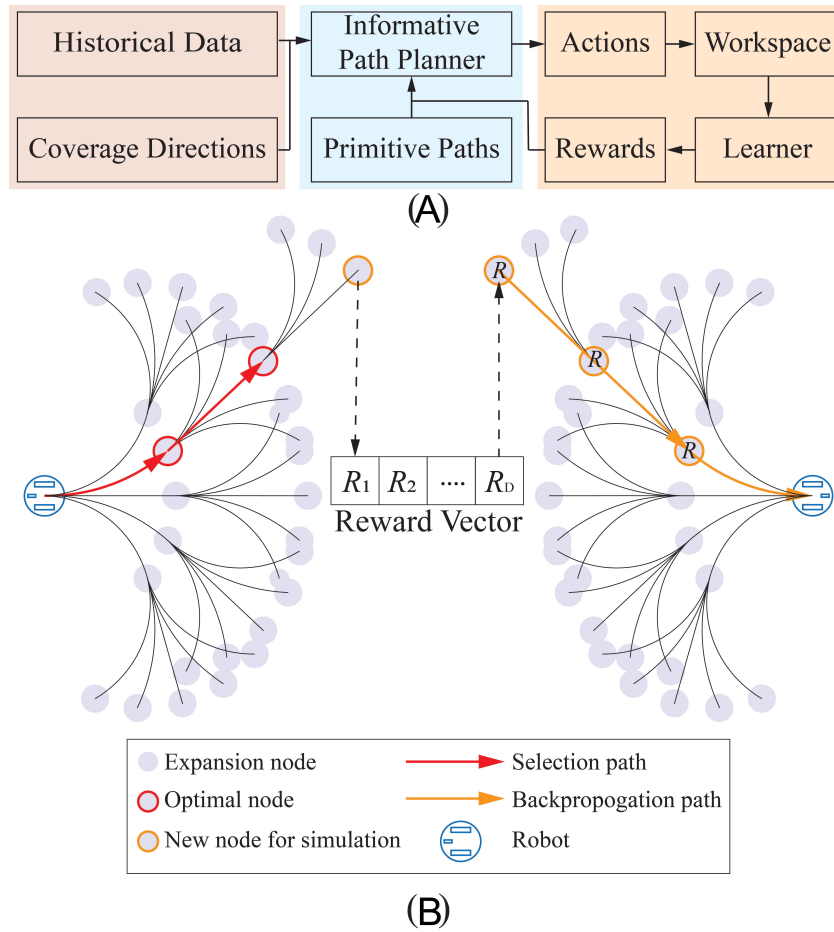 Historical Data
Informative
Path Planner
Actions
Workspace
Coverage Directions
Primitive Paths
Rewards
Learner
(A)
R
R
R
R1 R2 .... RD
Reward Vector
Expansion node
Selection path
Optimal node
Backpropogation path
New node for simulation
Robot
(B)